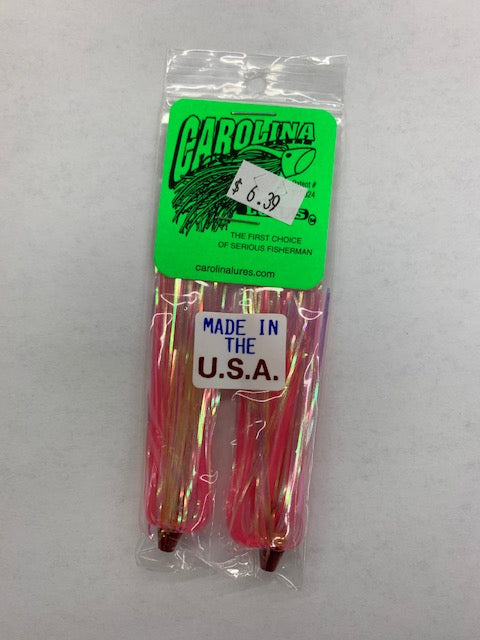 CAROLINA
$ 6.39
THE FIRST CHOICE
OF SERIOUS FISHERMAN
carolinalures.com
MADE IN
THE
U.S.A.